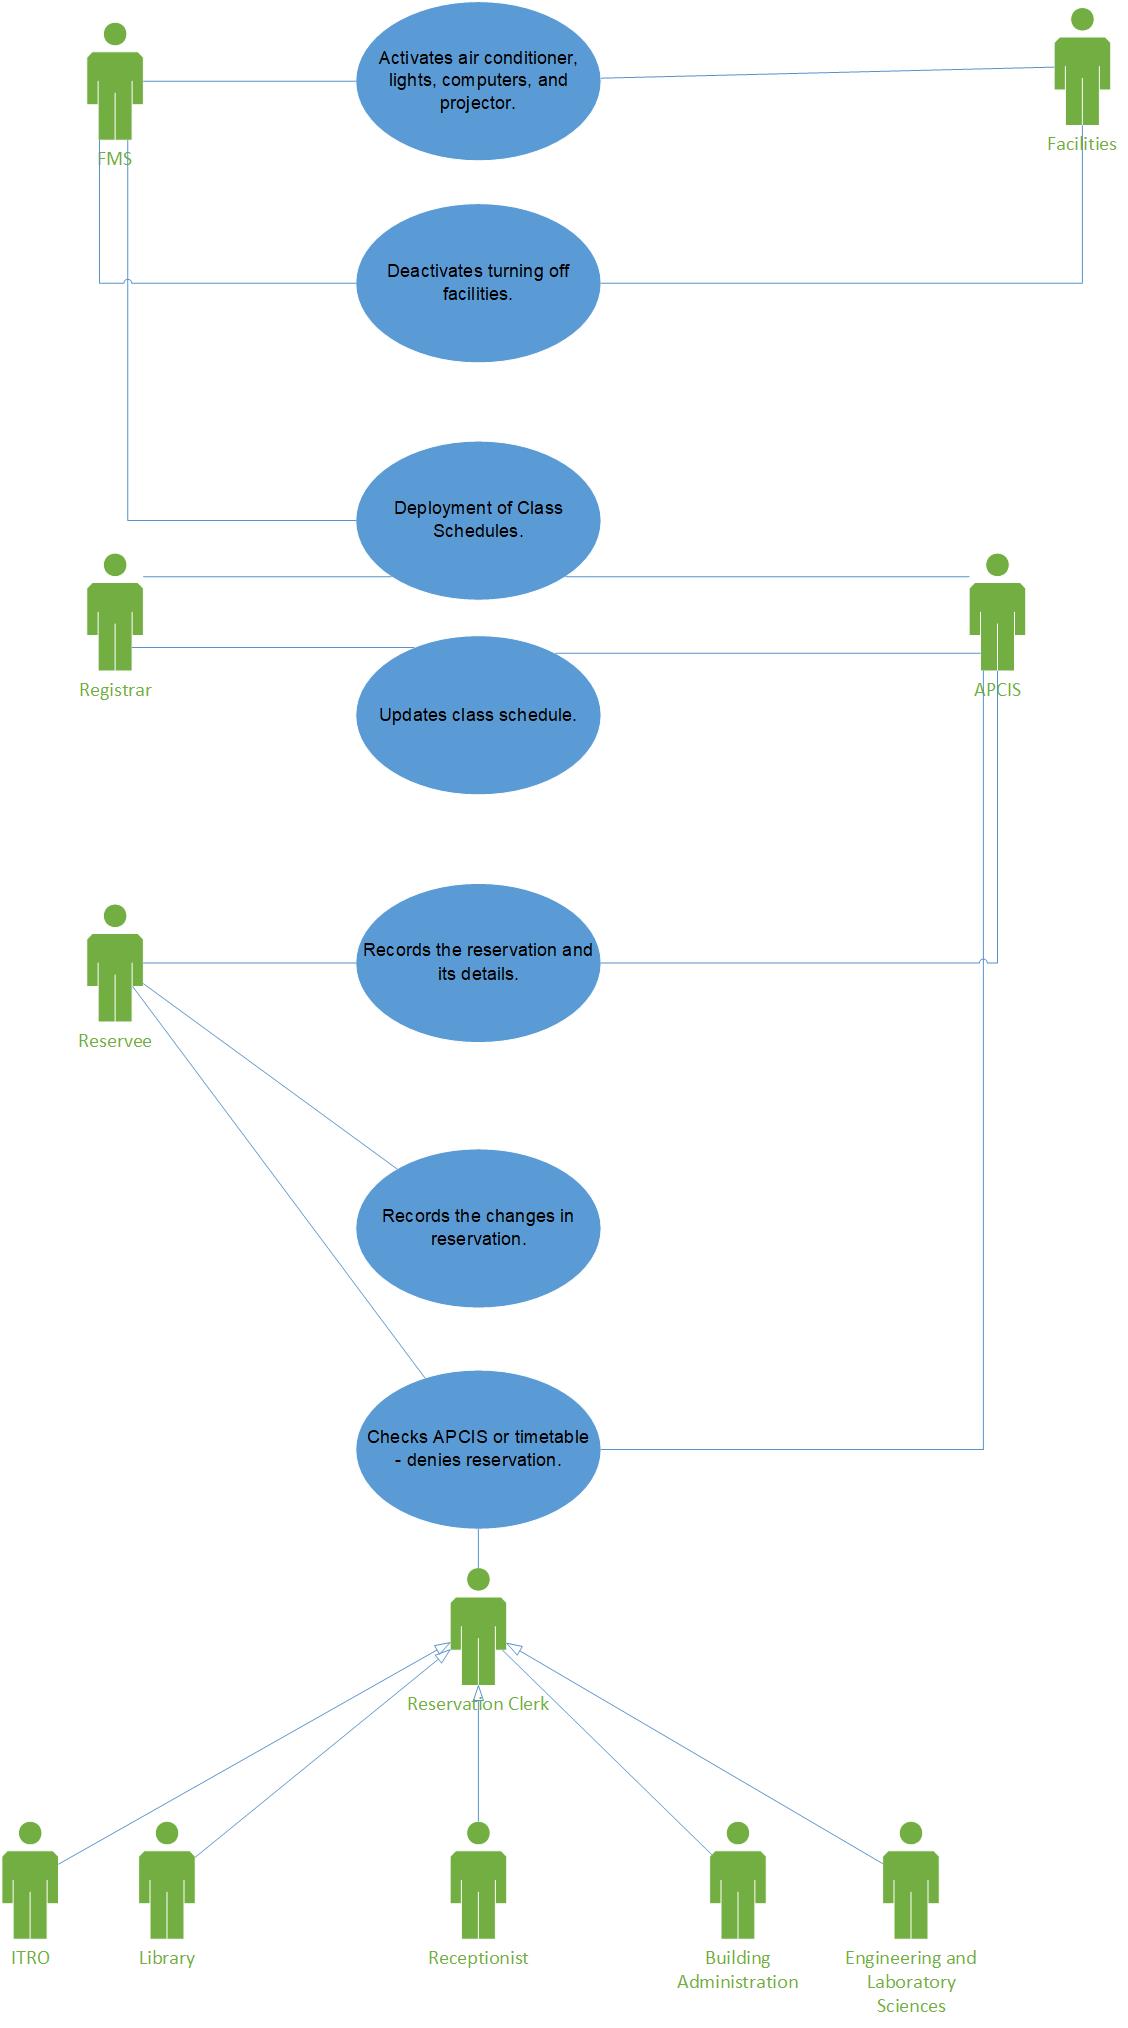 Activates air conditioner,
lights, computers, and
projector.
FMS
Facilities
Deactivates turning off
facilities.
Deployment of Class
Schedules.
Registrar
APCIS
Updates class schedule.
Records the reservation and
its details.
Reservee
Records the changes in
reservation.
Checks APCIS or timetable
- denies reservation.
Reservation Clerk
ITRO
Library
Receptionist
Building
Administration
Engineering and
Laboratory
Sciences